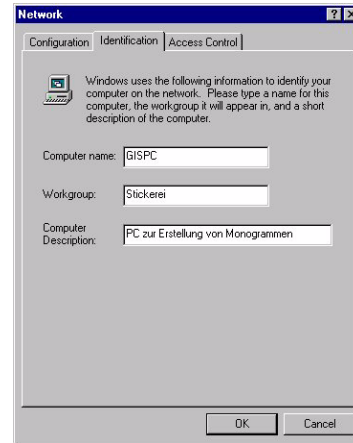 Network
Configuration Identification Access Control
Windows uses the following information to identify your
computer on the network. Please type a name for this
computer, the workgroup it will appear in, and a short
description of the computer.
Computer name: GISPC
Workgroup: Stickerei
Computer
Description: PC zur Erstellung von Monogrammen
OK Cancel